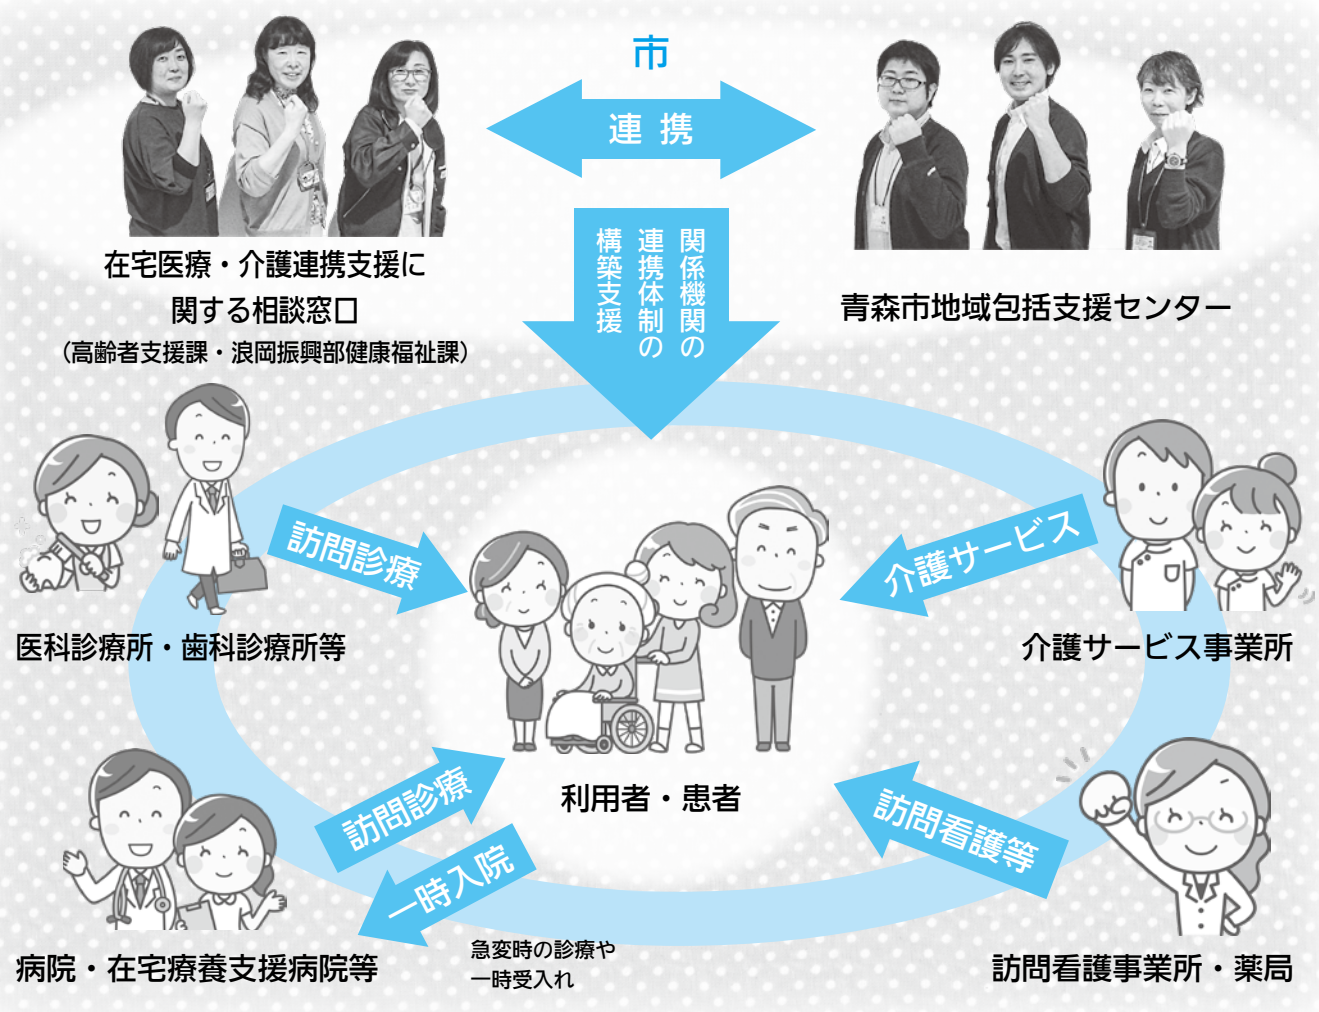 市
連携
在宅医療・介護連携支援に
関する相談窓口
（高齢者支援課・浪岡振興部健康福祉課）
青森市地域包括支援センター
関係機関の
連携体制の
構築支援
訪問診療
医科診療所・歯科診療所等
介護サービス
介護サービス事業所
利用者・患者
訪問診療
一時入院
病院・在宅療養支援病院等
急変時の診療や
一時受入れ
訪問看護等
訪問看護事業所・薬局